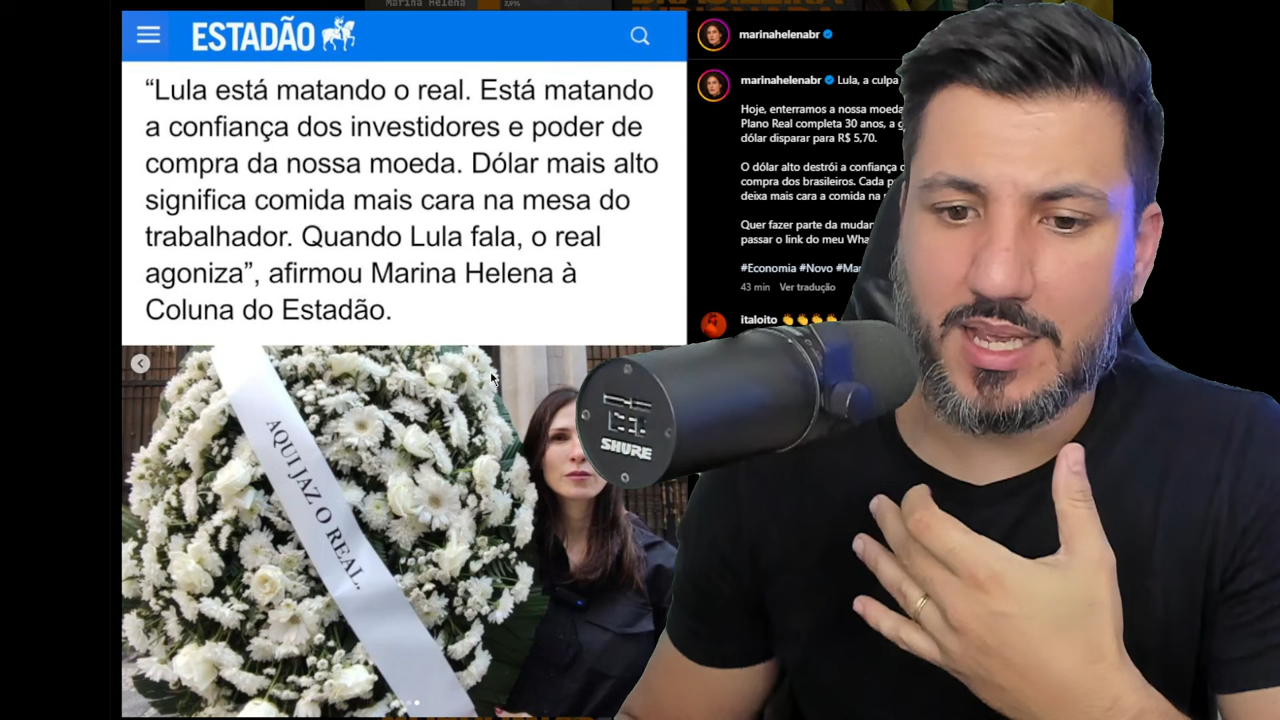 Marina Helena
ESTADÃO
“Lula está matando o real. Está matando
a confiança dos investidores e poder de
compra da nossa moeda. Dólar mais alto
significa comida mais cara na mesa do
trabalhador. Quando Lula fala, o real
agoniza”, afirmou Marina Helena à
Coluna do Estadão.
AQUI JAZ O REAL.
marinahelenabr
marinahelenabr Lula, a culpa
Hoje, enterramos a nossa moeda
Plano Real completa 30 anos, a
dólar disparar para R$ 5,70.
O dólar alto destrói a confiança
compra dos brasileiros. Cada
deixa mais cara a comida na
Quer fazer parte da
passar o link do meu
#Economia #Novo
43 min Ver tradução
italoito 👏👏👏👏
SHURE